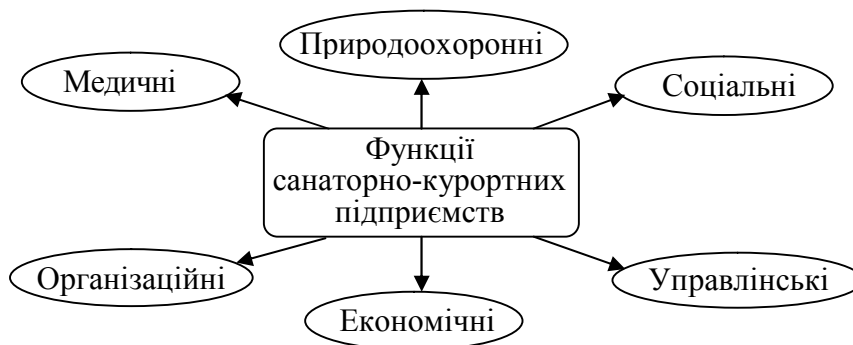 Природоохоронні
Медичні
Соціальні
Функції
санаторно-курортних
підприємств
Організаційні
Управлінські
Економічні